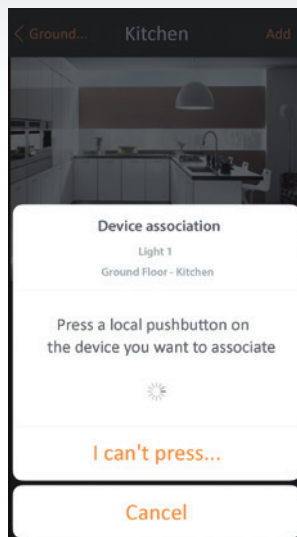 Ground...
Kitchen
Add
Device association
Light 1
Ground Floor - Kitchen
Press a local pushbutton on
the device you want to associate
I can't press...
Cancel